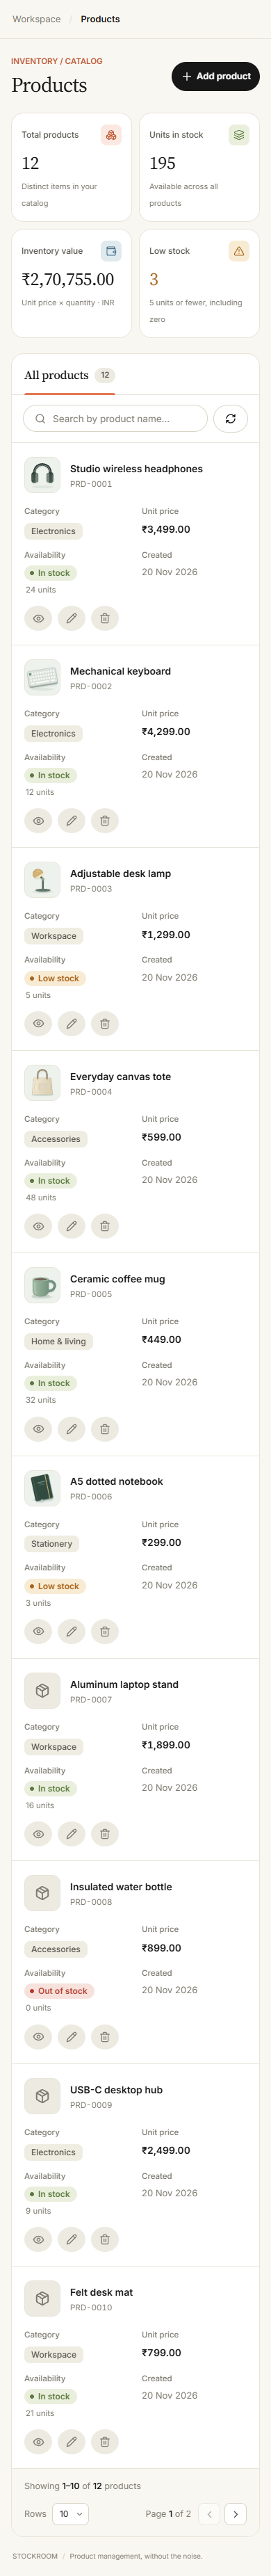 Workspace / Products
INVENTORY / CATALOG
Products
Add product
Total products
12
Distinct items in your
catalog
Units in stock
195
Available across all
products
Inventory value
₹2,70,755.00
Unit price × quantity · INR
Low stock
3
5 units or fewer, including
zero
All products 12
Search by product name...
Studio wireless headphones
PRD-0001
Category Unit price
Electronics ₹3,499.00
Availability Created
In stock 20 Nov 2026
24 units
Mechanical keyboard
PRD-0002
Category Unit price
Electronics ₹4,299.00
Availability Created
In stock 20 Nov 2026
12 units
Adjustable desk lamp
PRD-0003
Category Unit price
Workspace ₹1,299.00
Availability Created
Low stock 20 Nov 2026
5 units
Everyday canvas tote
PRD-0004
Category Unit price
Accessories ₹599.00
Availability Created
In stock 20 Nov 2026
48 units
Ceramic coffee mug
PRD-0005
Category Unit price
Home & living ₹449.00
Availability Created
In stock 20 Nov 2026
32 units
A5 dotted notebook
PRD-0006
Category Unit price
Stationery ₹299.00
Availability Created
Low stock 20 Nov 2026
3 units
Aluminum laptop stand
PRD-0007
Category Unit price
Workspace ₹1,899.00
Availability Created
In stock 20 Nov 2026
16 units
Insulated water bottle
PRD-0008
Category Unit price
Accessories ₹899.00
Availability Created
Out of stock 20 Nov 2026
0 units
USB-C desktop hub
PRD-0009
Category Unit price
Electronics ₹2,499.00
Availability Created
In stock 20 Nov 2026
9 units
Felt desk mat
PRD-0010
Category Unit price
Workspace ₹799.00
Availability Created
In stock 20 Nov 2026
21 units
Showing 1–10 of 12 products
Rows 10 Page 1 of 2
STOCKROOM / Product management, without the noise.